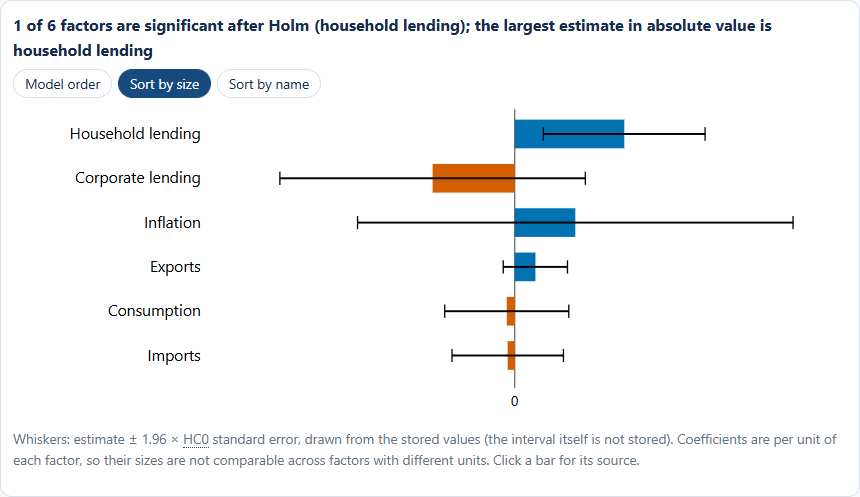 1 of 6 factors are significant after Holm (household lending); the largest estimate in absolute value is
household lending
Model order
Sort by size
Sort by name
Household lending
Corporate lending
Inflation
Exports
Consumption
Imports
0
Whiskers: estimate ± 1.96 × HC0 standard error, drawn from the stored values (the interval itself is not stored). Coefficients are per unit of
each factor, so their sizes are not comparable across factors with different units. Click a bar for its source.